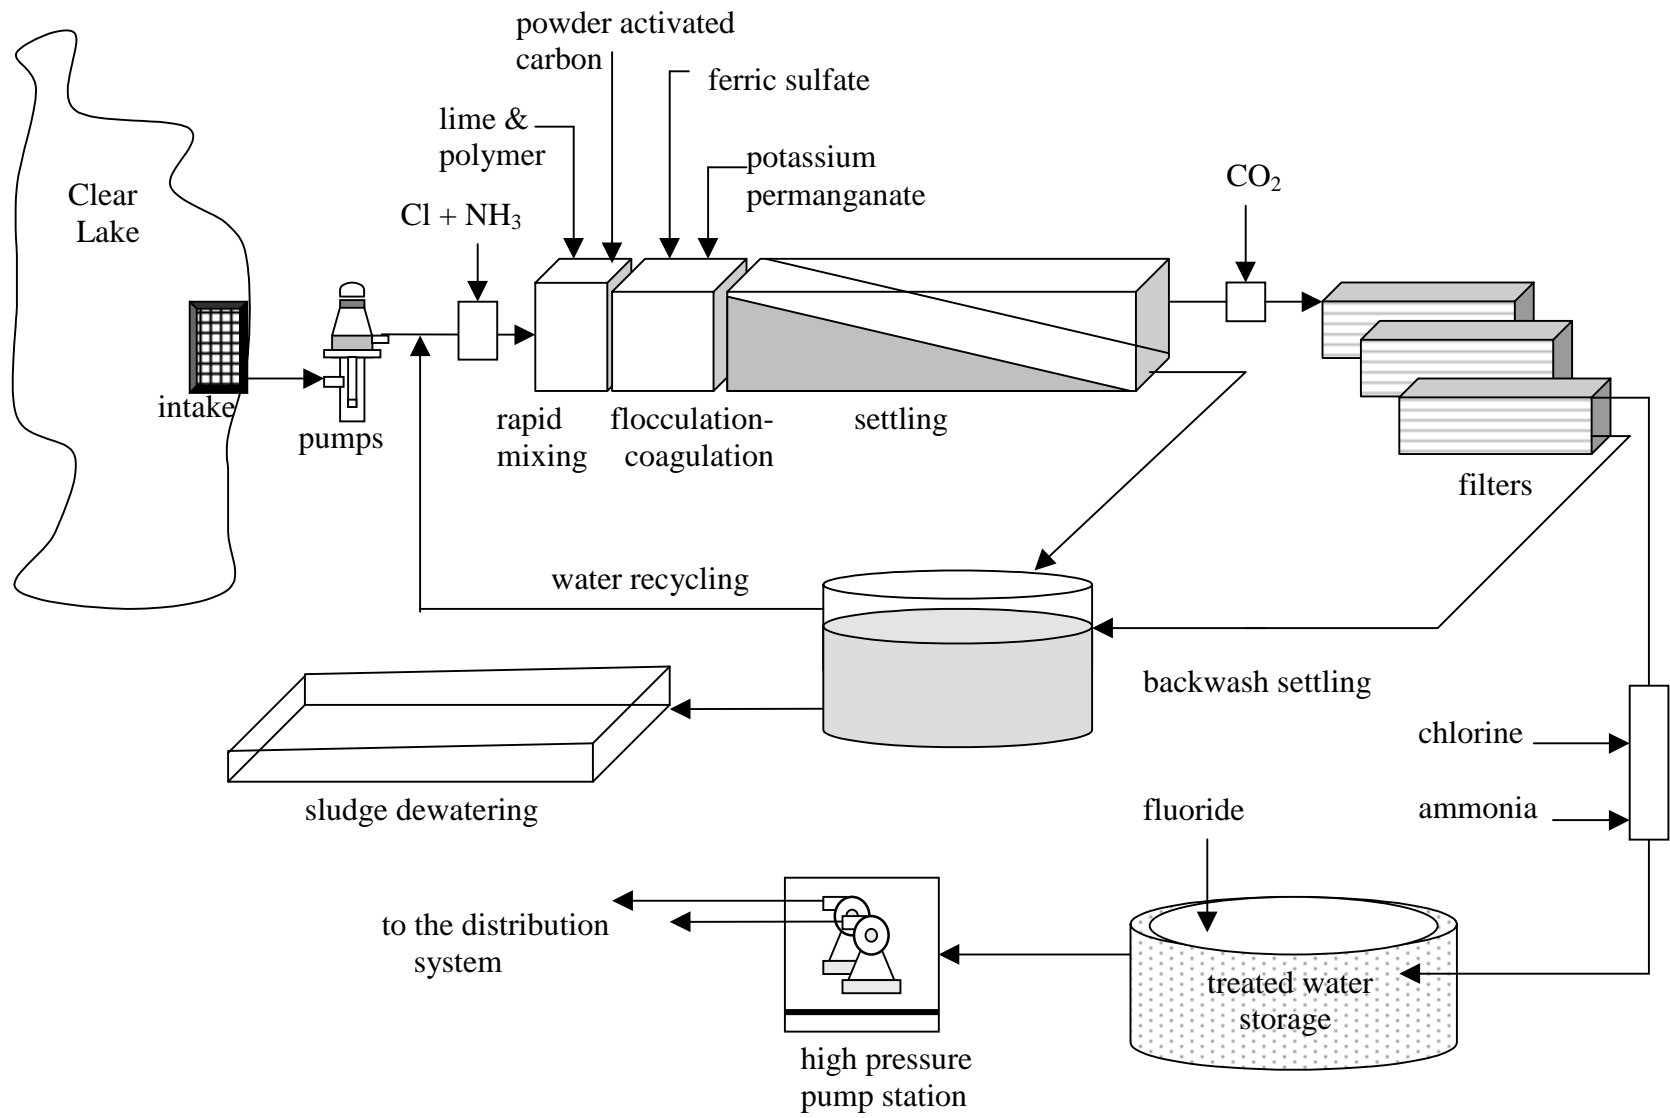 powder activated
carbon
ferric sulfate
lime &
polymer
potassium
permanganate
CO₂
Clear
Lake
Cl + NH₃
intake
pumps
rapid
mixing
flocculation-
coagulation
settling
filters
water recycling
backwash settling
chlorine
ammonia
sludge dewatering
fluoride
to the distribution
system
treated water
storage
high pressure
pump station